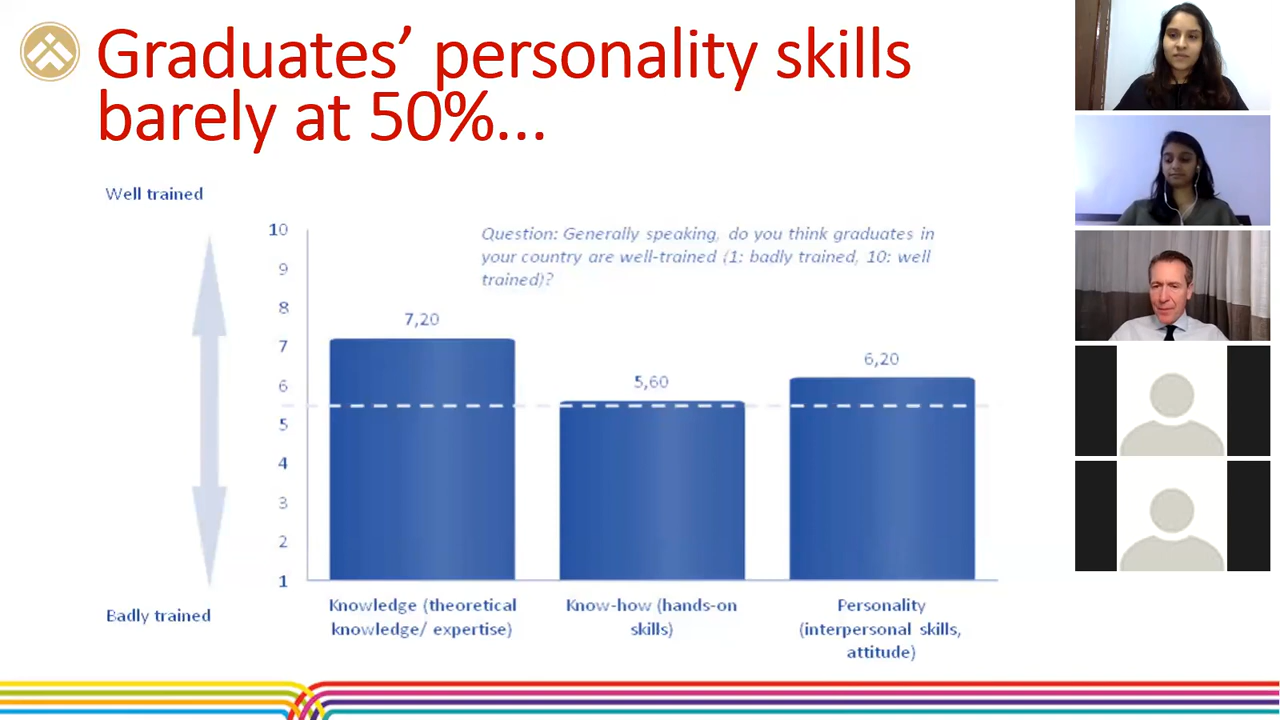 Graduates’ personality skills
barely at 50%...
Well trained
Question: Generally speaking, do you think graduates in
your country are well-trained (1: badly trained, 10: well
trained)?
10
9
8
7
6
5
4
3
2
1
7,20
5,60
6,20
Badly trained
Knowledge (theoretical
knowledge/ expertise)
Know-how (hands-on
skills)
Personality
(interpersonal skills,
attitude)